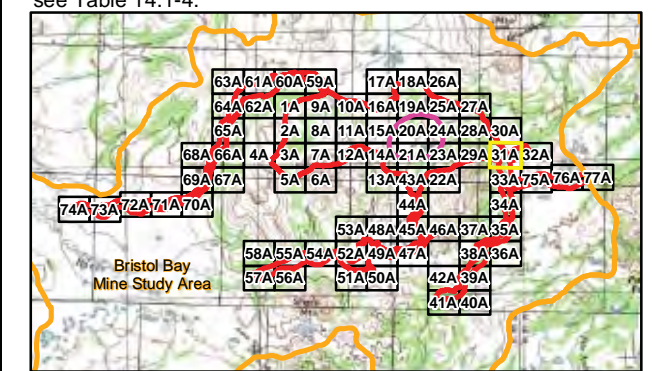 see Table 14.1-4.
63A 61A 60A 59A 17A 18A 26A
64A 62A 1A 9A 10A 16A 19A 25A 27A
65A 2A 8A 11A 15A 20A 24A 28A 30A
68A 66A 4A 3A 7A 12A 14A 21A 23A 29A 31A 32A
69A 67A 5A 6A 13A 43A 22A 33A 75A 76A 77A
74A 73A 72A 71A 70A 44A 34A
53A 48A 45A 46A 37A 35A
58A 55A 54A 52A 49A 47A 38A 36A
57A 56A 51A 50A 42A 39A
41A 40A
Bristol Bay
Mine Study Area